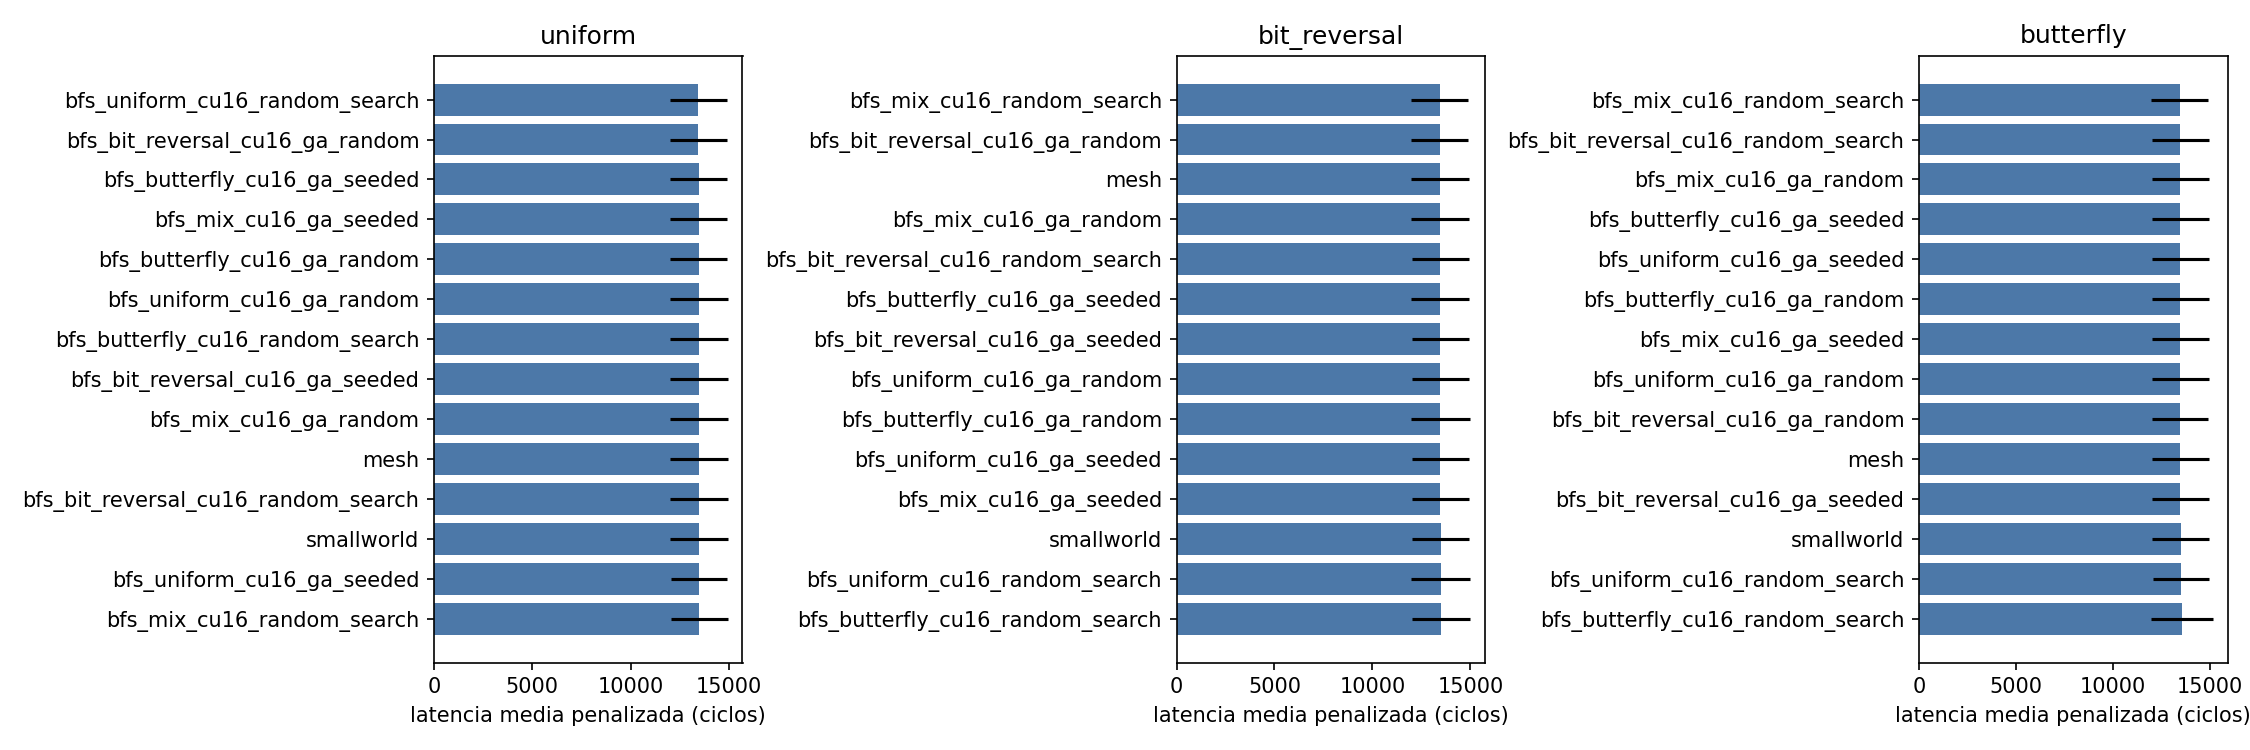 uniform
bfs_uniform_cu16_random_search
bfs_bit_reversal_cu16_ga_random
bfs_butterfly_cu16_ga_seeded
bfs_mix_cu16_ga_seeded
bfs_butterfly_cu16_ga_random
bfs_uniform_cu16_ga_random
bfs_butterfly_cu16_random_search
bfs_bit_reversal_cu16_ga_seeded
bfs_mix_cu16_ga_random
mesh
bfs_bit_reversal_cu16_random_search
smallworld
bfs_uniform_cu16_ga_seeded
bfs_mix_cu16_random_search
0 5000 10000 15000
latencia media penalizada (ciclos)
bit_reversal
bfs_mix_cu16_random_search
bfs_bit_reversal_cu16_ga_random
mesh
bfs_mix_cu16_ga_random
bfs_bit_reversal_cu16_random_search
bfs_butterfly_cu16_ga_seeded
bfs_bit_reversal_cu16_ga_seeded
bfs_uniform_cu16_ga_random
bfs_butterfly_cu16_ga_random
bfs_uniform_cu16_ga_seeded
bfs_mix_cu16_ga_seeded
smallworld
bfs_uniform_cu16_random_search
bfs_butterfly_cu16_random_search
0 5000 10000 15000
latencia media penalizada (ciclos)
butterfly
bfs_mix_cu16_random_search
bfs_bit_reversal_cu16_random_search
bfs_mix_cu16_ga_random
bfs_butterfly_cu16_ga_seeded
bfs_uniform_cu16_ga_seeded
bfs_butterfly_cu16_ga_random
bfs_mix_cu16_ga_seeded
bfs_uniform_cu16_ga_random
bfs_bit_reversal_cu16_ga_random
mesh
bfs_bit_reversal_cu16_ga_seeded
smallworld
bfs_uniform_cu16_random_search
bfs_butterfly_cu16_random_search
0 5000 10000 15000
latencia media penalizada (ciclos)